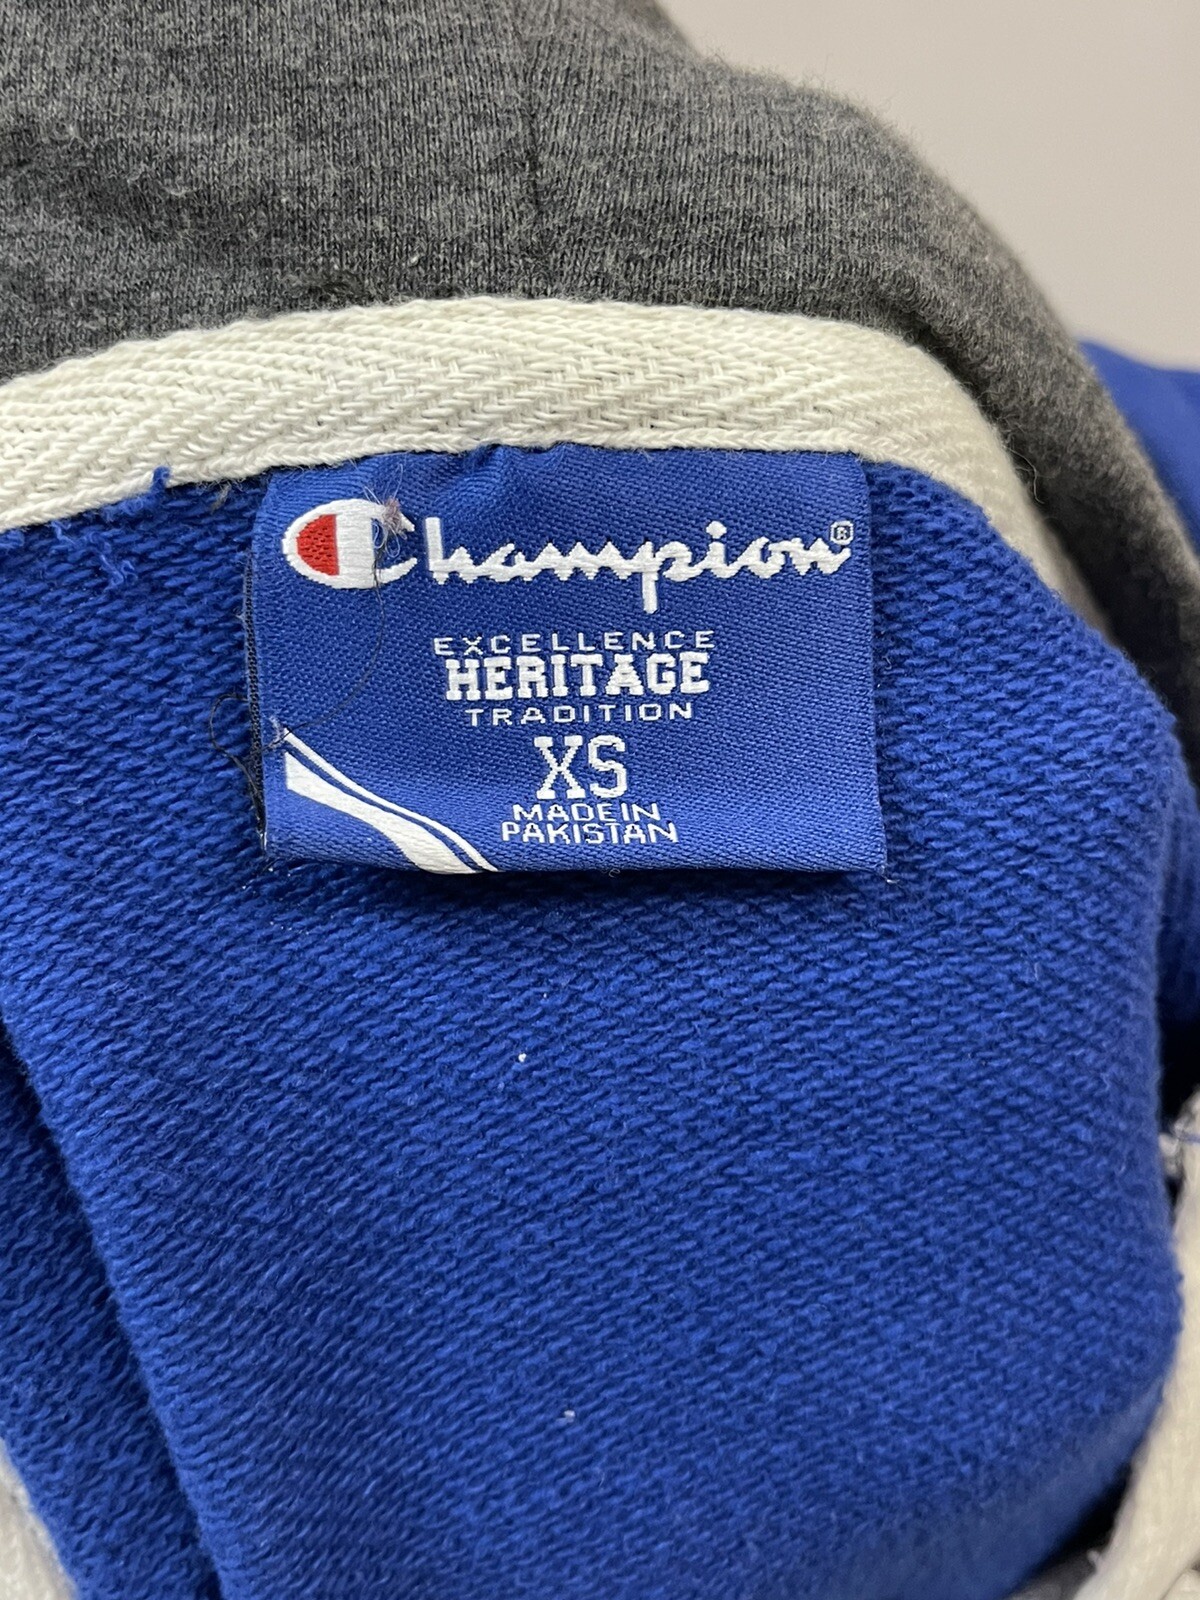 Champion®
EXCELLENCE
HERITAGE
TRADITION
XS
MADE IN
PAKISTAN